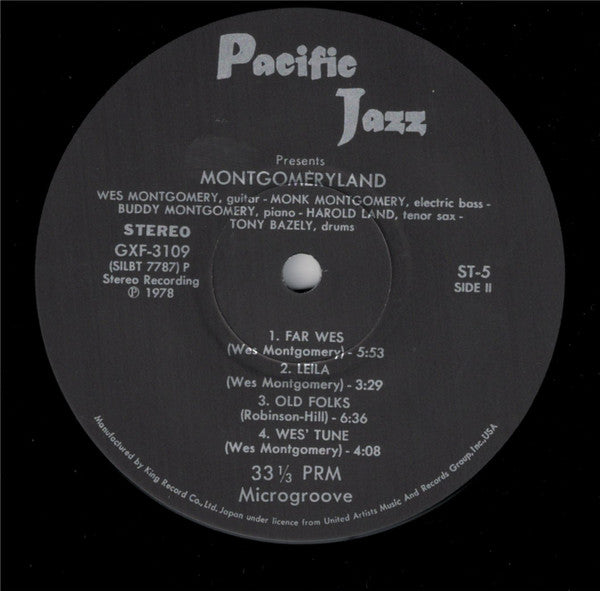 Pacific
Jazz
Presents
MONTGOMERYLAND
WES MONTGOMERY, guitar - MONK MONTGOMERY, electric bass -
BUDDY MONTGOMERY, piano - HAROLD LAND, tenor sax -
TONY BAZELY, drums
STEREO
GXF-3109
(SILBT 7787) P
Stereo Recording
℗ 1978
ST-5
SIDE II
1. FAR WES
(Wes Montgomery) - 5:53
2. LEILA
(Wes Montgomery) - 3:29
3. OLD FOLKS
(Robinson-Hill) - 6:36
4. WES' TUNE
(Wes Montgomery) - 4:08
33 1/3 PRM
Microgroove
Manufactured by King Record Co., Ltd. Japan under licence from United Artists Music And Records Group, Inc., USA